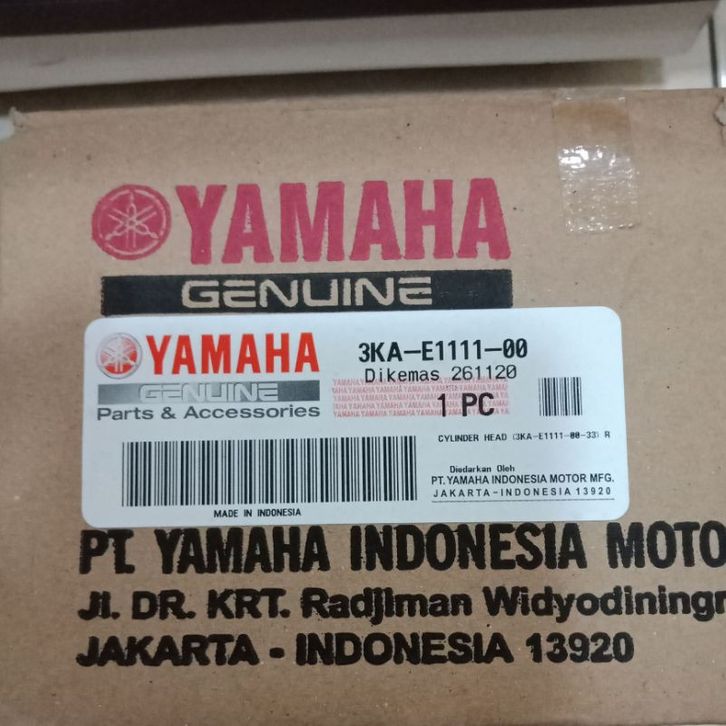 YAMAHA
GENUINE
YAMAHA
GENUINE
Parts & Accessories
3KA-E1111-00
Dikemas 261120
1 PC
CYLINDER HEAD (3KA-E1111-00-33) R
Diedarkan Oleh
PT. YAMAHA INDONESIA MOTOR MFG.
JAKARTA-INDONESIA 13920
MADE IN INDONESIA
PT. YAMAHA INDONESIA MOTO
Jl. DR. KRT. Radjiman Widyodiningr
JAKARTA - INDONESIA 13920